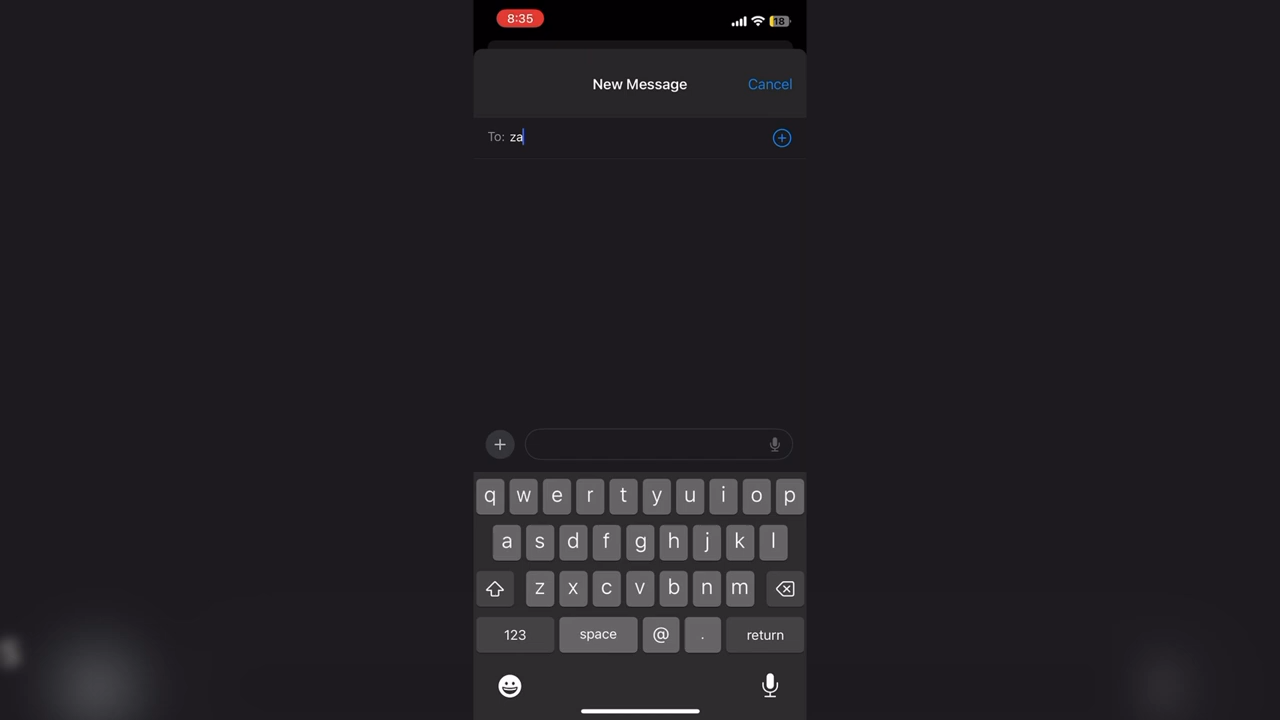 8:35
18
New Message
Cancel
To: za
q w e r t y u i o p
a s d f g h j k l
z x c v b n m
123 space @ . return